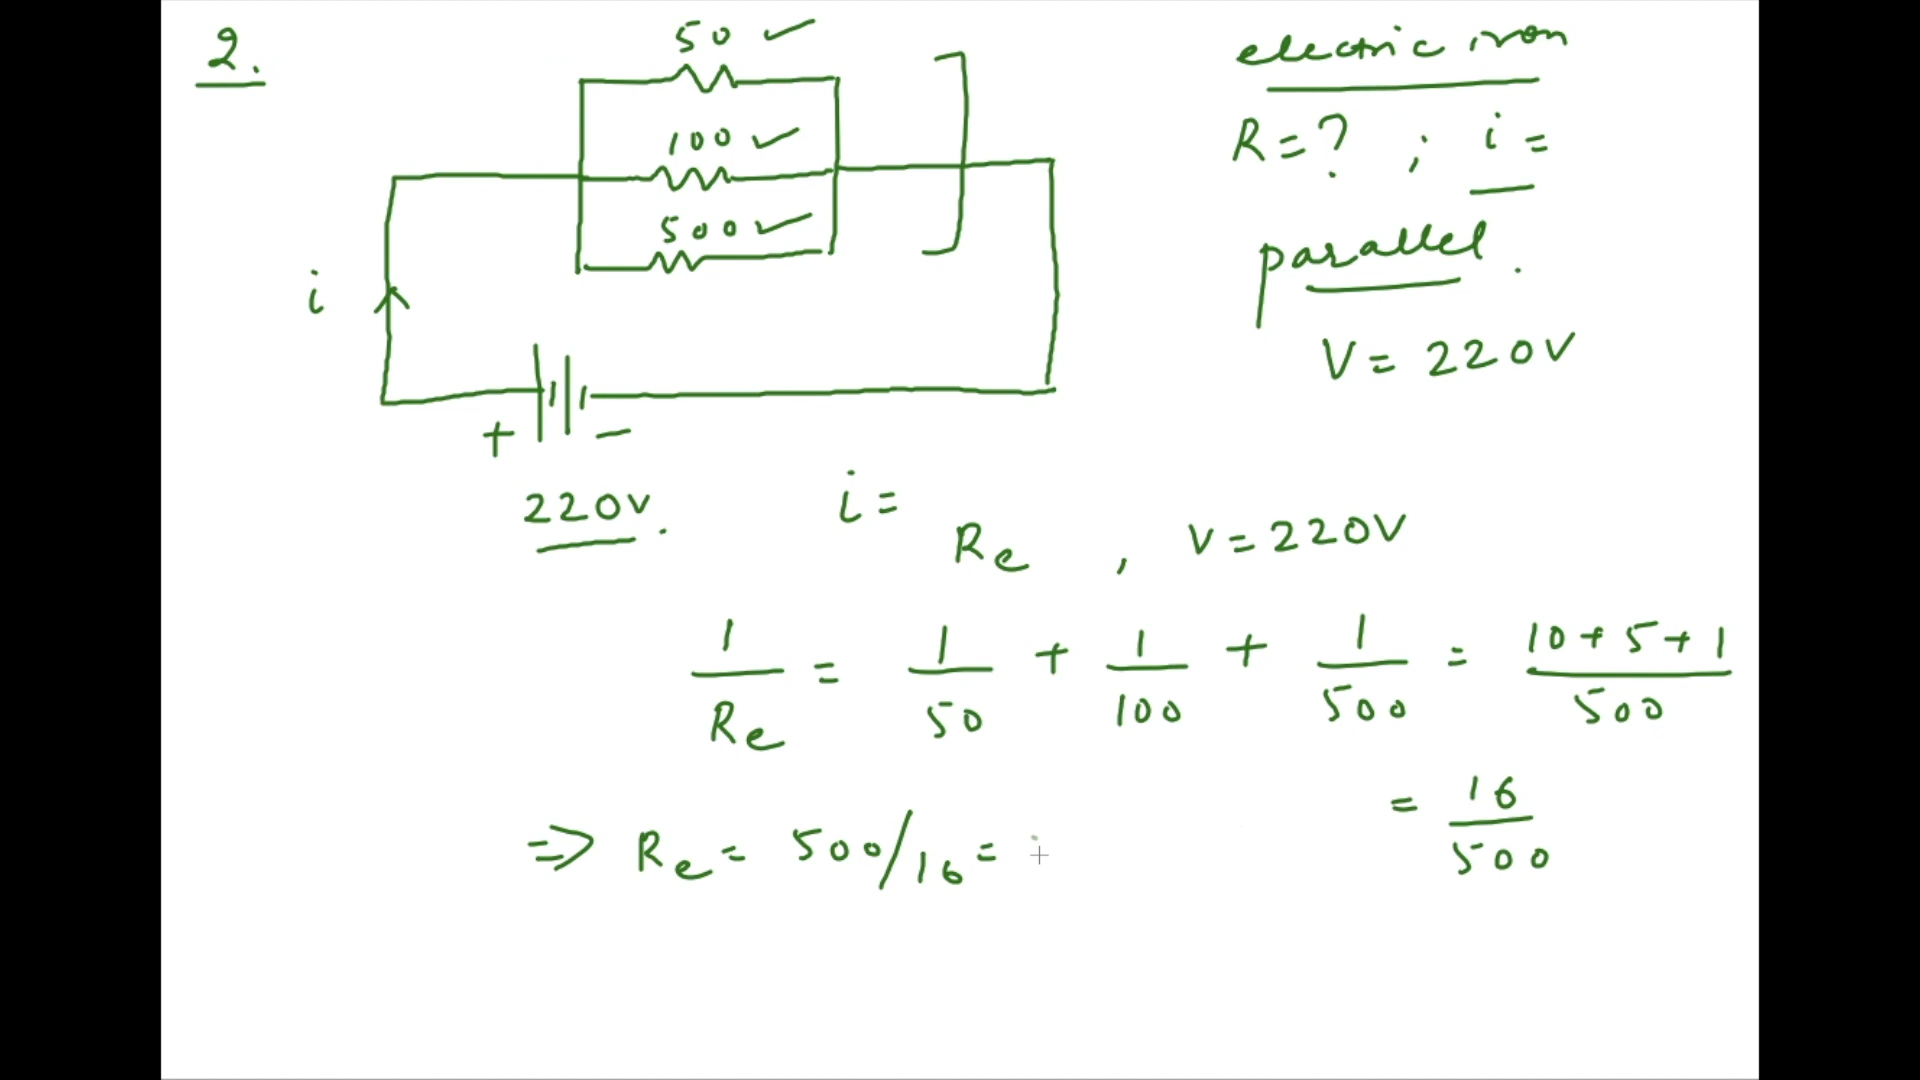 2.
50 ✓
100 ✓
500 ✓
i
+ −
220V.
electric iron
R = ? ; i =
parallel.
V = 220V
i =
Re , V = 220V
1/Re = 1/50 + 1/100 + 1/500 = 10 + 5 + 1/500
= 16/500
=> Re = 500/16 =